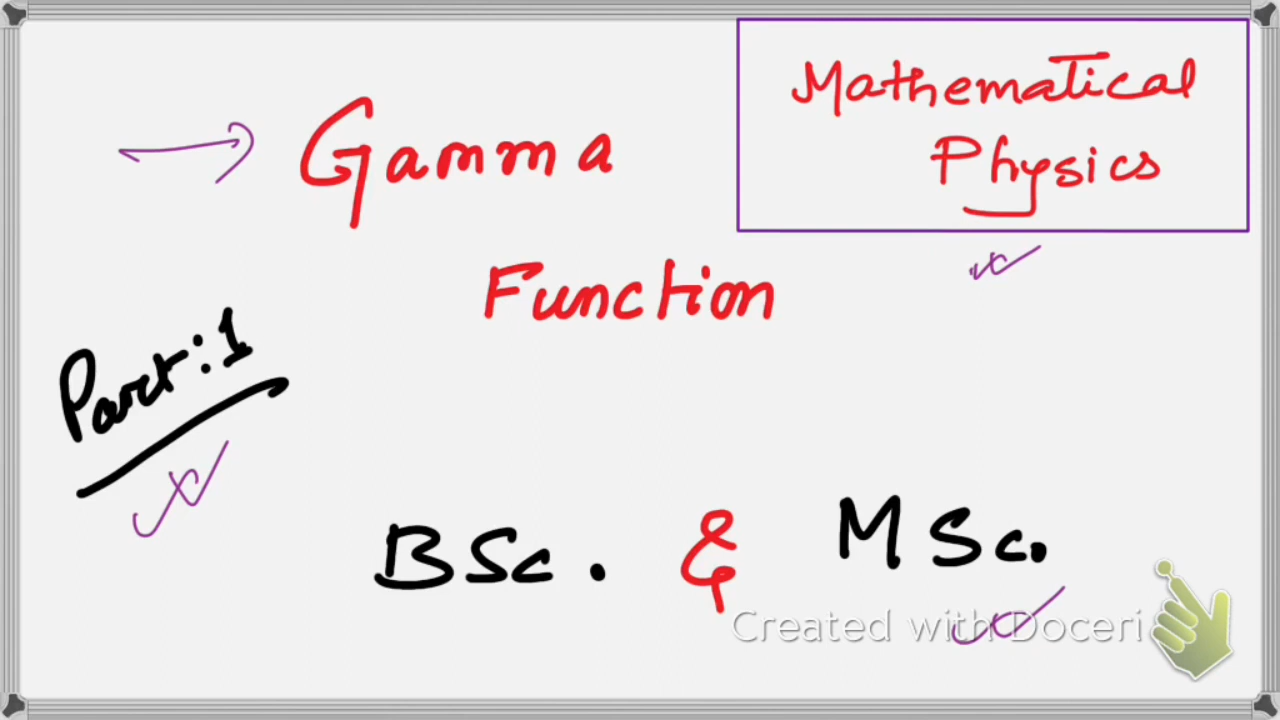 Mathematical
Physics
Gamma
Function
Part:1
BSc. & MSc.
Created with Doceri